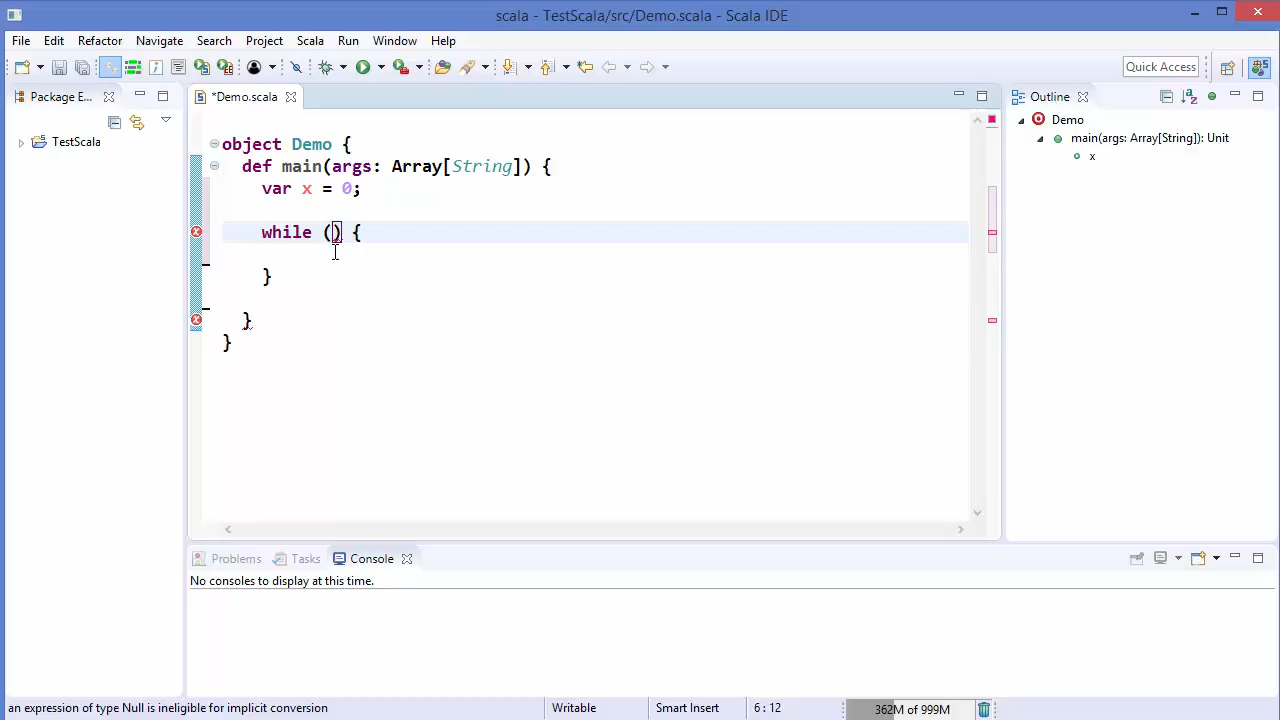 scala - TestScala/src/Demo.scala - Scala IDE
File Edit Refactor Navigate Search Project Scala Run Window Help
Quick Access
Package E...
*Demo.scala
Outline
TestScala
object Demo {
def main(args: Array[String]) {
var x = 0;
while () {
}
}
}
Demo
main(args: Array[String]): Unit
x
Problems Tasks Console
No consoles to display at this time.
an expression of type Null is ineligible for implicit conversion
Writable
Smart Insert
6 : 12
362M of 999M